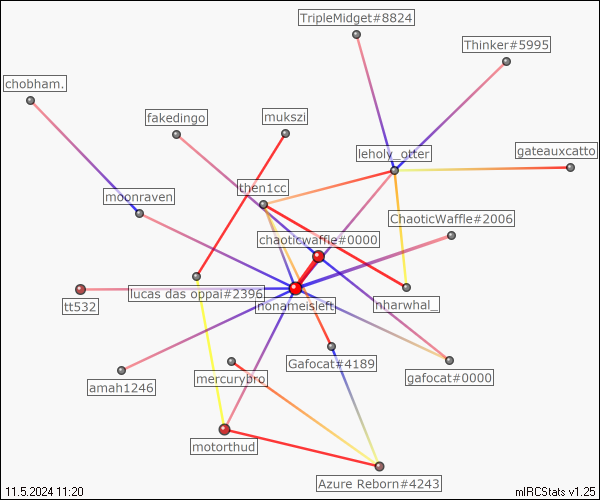 TripleMidget#8824
Thinker#5995
chobham.
fakedingo
mukszi
leholy_otter
gateauxcatto
then1cc
moonraven
ChaoticWaffle#2006
chaoticwaffle#0000
lucas das oppai#2396
tt532
nonameisleft
nharwhal_
Gafocat#4189
mercurybro
gafocat#0000
amah1246
motorthud
Azure Reborn#4243
11.5.2024 11:20
mIRCStats v1.25